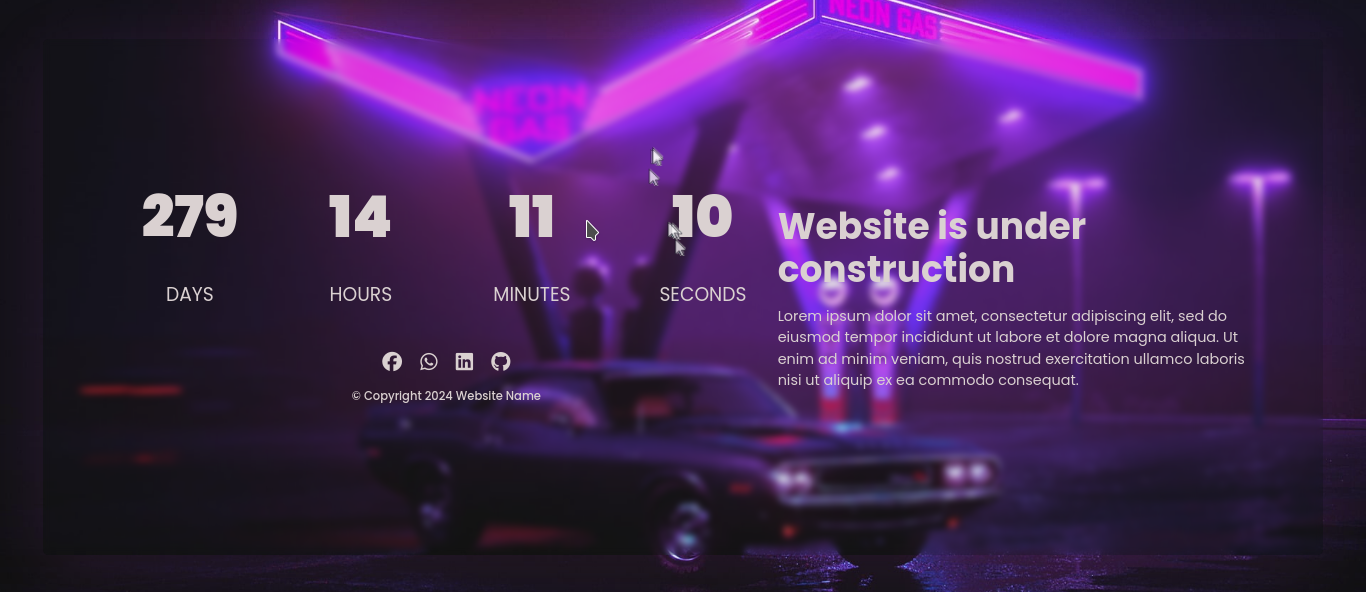 NEON GAS
NEON
GAS
279 14 11 10
DAYS HOURS MINUTES SECONDS
© Copyright 2024 Website Name
Website is under
construction
Lorem ipsum dolor sit amet, consectetur adipiscing elit, sed do
eiusmod tempor incididunt ut labore et dolore magna aliqua. Ut
enim ad minim veniam, quis nostrud exercitation ullamco laboris
nisi ut aliquip ex ea commodo consequat.